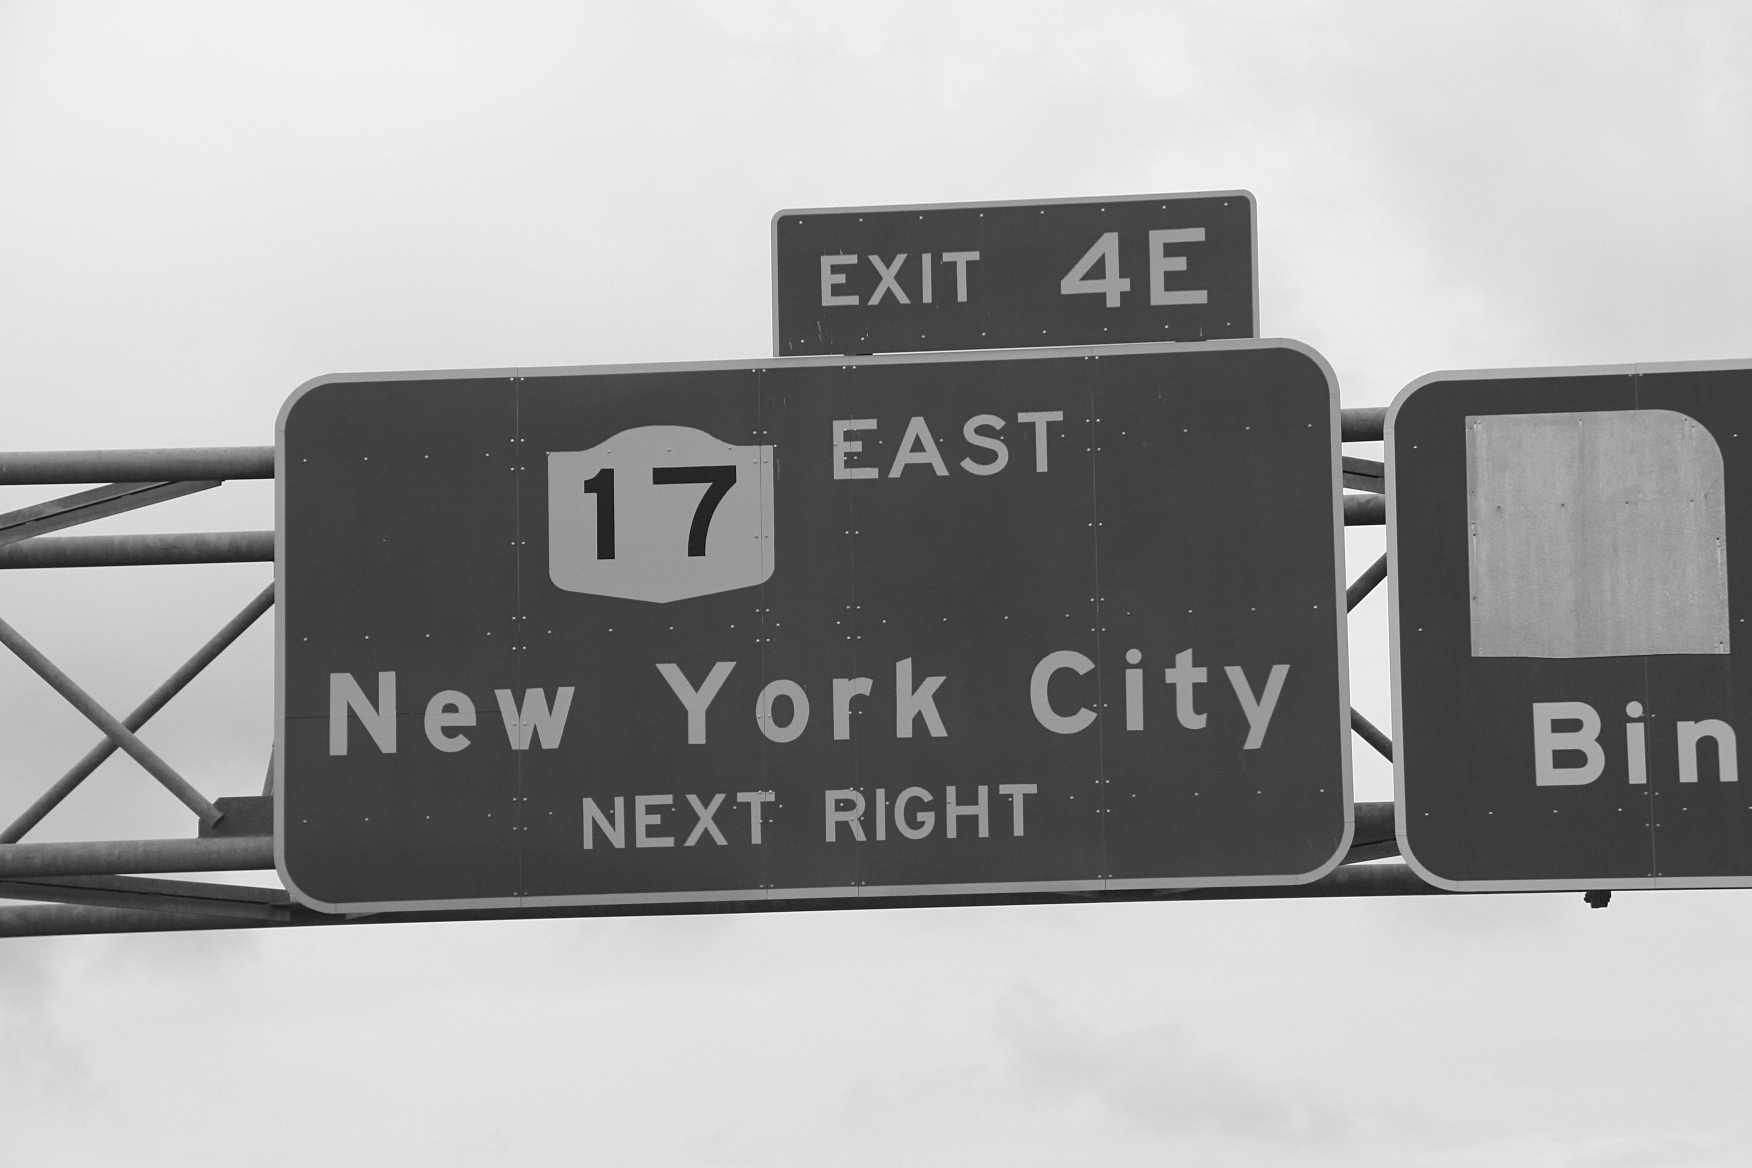 EXIT 4E
17 EAST
New York City
NEXT RIGHT
Bin